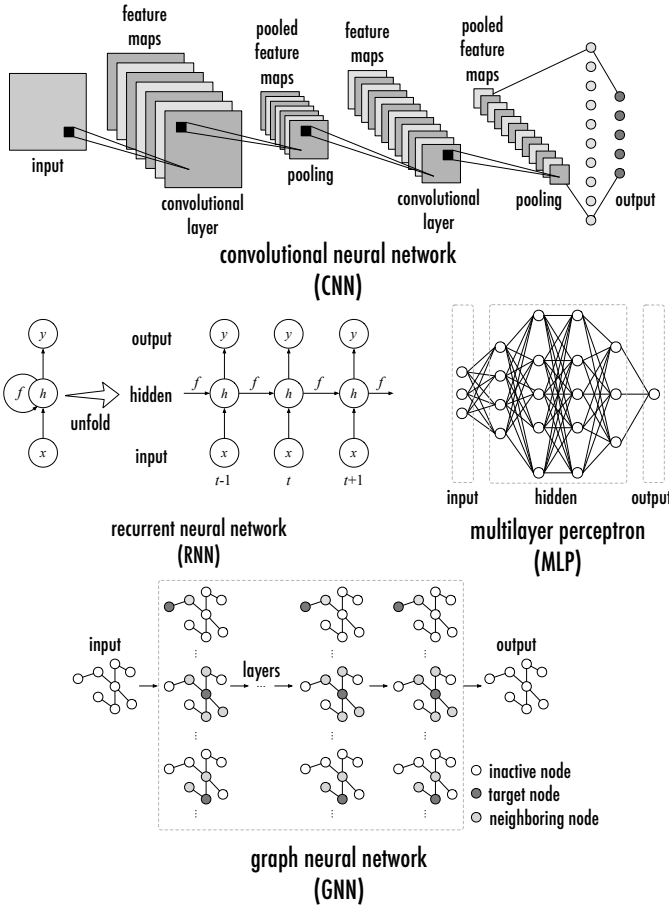 feature
maps
pooled
feature
maps
feature
maps
pooled
feature
maps
input
convolutional
layer
pooling
convolutional
layer
pooling
output
convolutional neural network
(CNN)
y
f
h
x
unfold
output
hidden
input
y
y
y
f
h
f
h
f
h
f
x
x
x
t-1
t
t+1
recurrent neural network
(RNN)
input
hidden
output
multilayer perceptron
(MLP)
input
layers
...
output
...
...
...
...
...
...
...
...
...
inactive node
target node
neighboring node
graph neural network
(GNN)